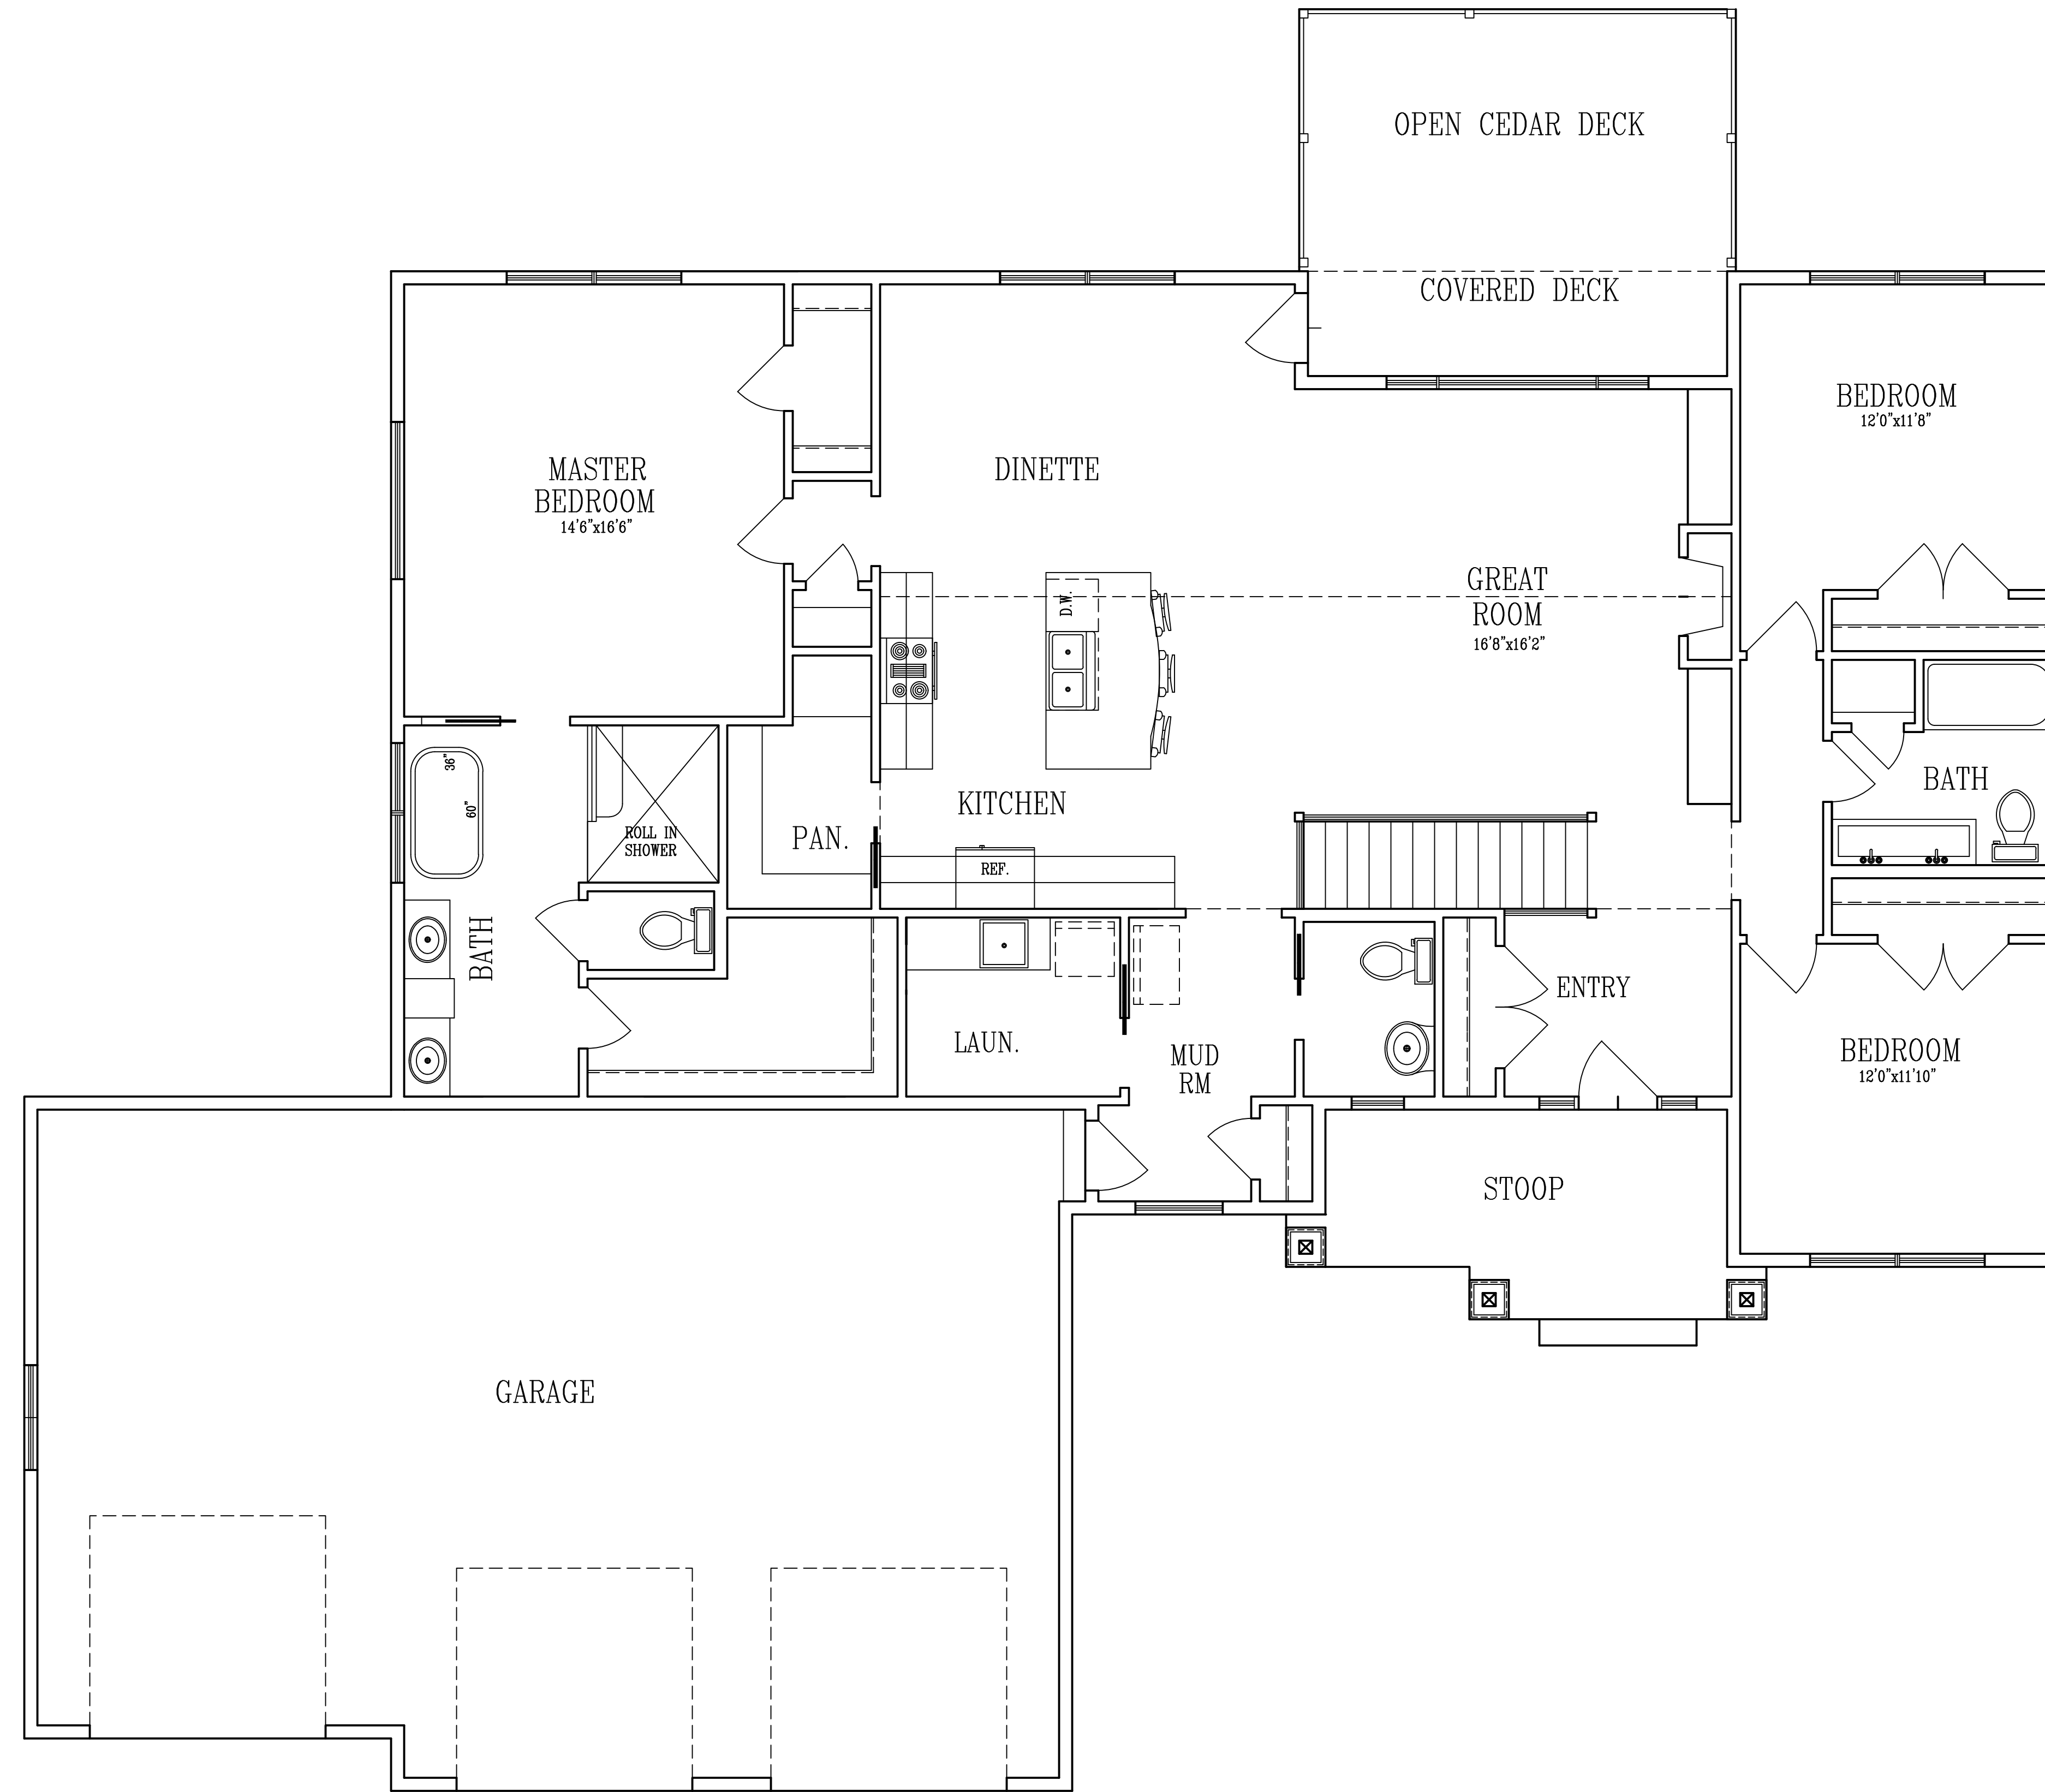 OPEN CEDAR DECK
COVERED DECK
BEDROOM
12'0"x11'8"
MASTER
BEDROOM
14'6"x16'6"
DINETTE
GREAT
ROOM
16'8"x16'2"
D.W.
36"
60"
ROLL IN
SHOWER
PAN.
KITCHEN
REF.
BATH
BATH
ENTRY
LAUN.
MUD
RM
BEDROOM
12'0"x11'10"
STOOP
GARAGE